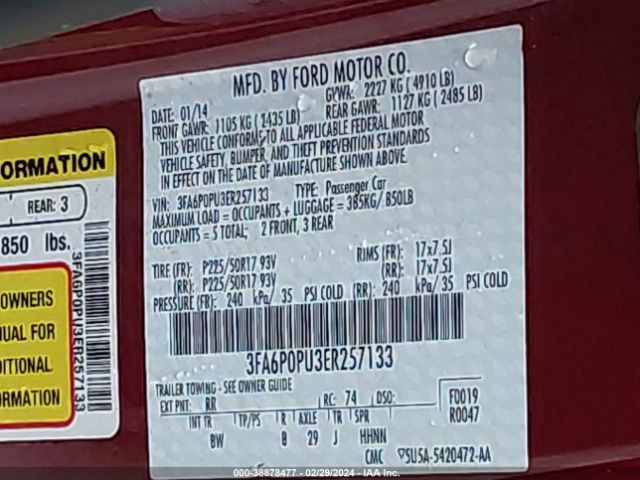 MFD. BY FORD MOTOR CO.
DATE: 01/14 GVWR: 2227 KG ( 4910 LB)
FRONT GAWR: 1105 KG ( 2435 LB) REAR GAWR: 1127 KG ( 2485 LB)
THIS VEHICLE CONFORMS TO ALL APPLICABLE FEDERAL MOTOR
VEHICLE SAFETY, BUMPER, AND THEFT PREVENTION STANDARDS
IN EFFECT ON THE DATE OF MANUFACTURE SHOWN ABOVE.
VIN: 3FA6P0PU3ER257133 TYPE: Passenger Car
MAXIMUM LOAD = OCCUPANTS + LUGGAGE = 385KG/ 850LB
OCCUPANTS = 5 TOTAL; 2 FRONT, 3 REAR
TIRE (FR): P225/50R17 93V RIMS (FR): 17x7.5J
(RR): P225/50R17 93V (RR): 17x7.5J
PRESSURE (FR): 240 kPa/ 35 PSI COLD (RR): 240 kPa/ 35 PSI COLD
3FA6P0PU3ER257133
TRAILER TOWING - SEE OWNER GUIDE
EXT PNT: RR RC: 74 DSO: F0019
R0047
INT TR TP/PS R AXLE TR SPR
BW B 29 J HHNN
CMC 5U5A-5420472-AA
ORMATION
REAR: 3
850 lbs.
3FA6P0PU3ER257133
OWNERS
NUAL FOR
DITIONAL
ORMATION
000-38878477 - 02/29/2024 - IAA Inc.